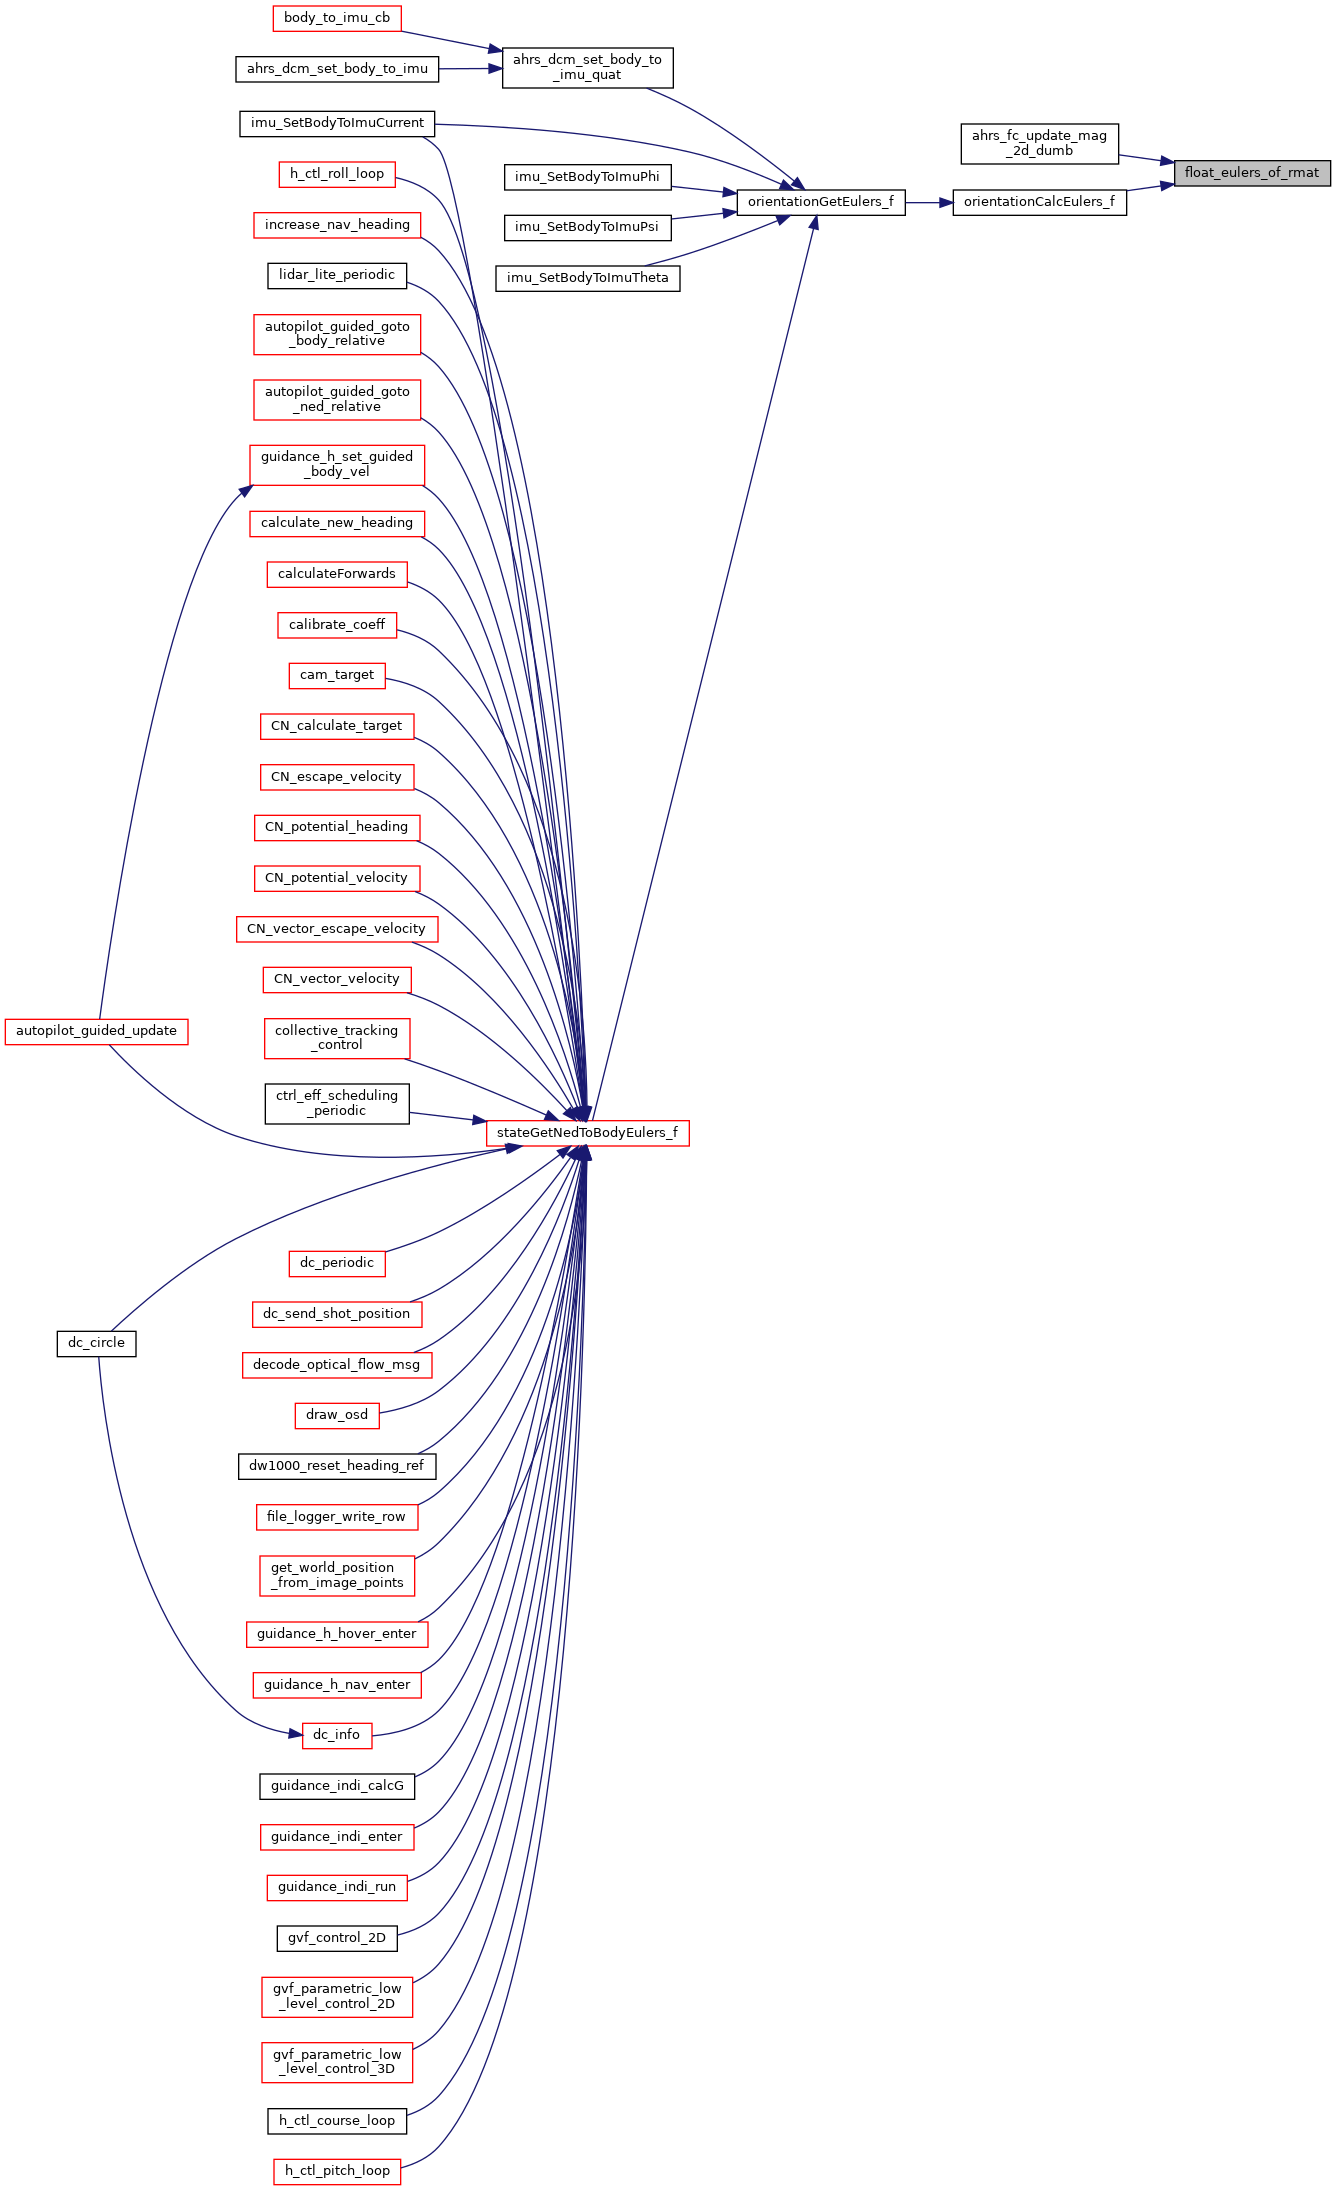 body_to_imu_cb
ahrs_dcm_set_body_to
_imu_quat
ahrs_dcm_set_body_to_imu
imu_SetBodyToImuCurrent
ahrs_fc_update_mag
_2d_dumb
float_eulers_of_rmat
h_ctl_roll_loop
imu_SetBodyToImuPhi
orientationGetEulers_f
orientationCalcEulers_f
increase_nav_heading
imu_SetBodyToImuPsi
lidar_lite_periodic
imu_SetBodyToImuTheta
autopilot_guided_goto
_body_relative
autopilot_guided_goto
_ned_relative
guidance_h_set_guided
_body_vel
calculate_new_heading
calculateForwards
calibrate_coeff
cam_target
CN_calculate_target
CN_escape_velocity
CN_potential_heading
CN_potential_velocity
CN_vector_escape_velocity
CN_vector_velocity
autopilot_guided_update
collective_tracking
_control
ctrl_eff_scheduling
_periodic
stateGetNedToBodyEulers_f
dc_periodic
dc_send_shot_position
dc_circle
decode_optical_flow_msg
draw_osd
dw1000_reset_heading_ref
file_logger_write_row
get_world_position
_from_image_points
guidance_h_hover_enter
guidance_h_nav_enter
dc_info
guidance_indi_calcG
guidance_indi_enter
guidance_indi_run
gvf_control_2D
gvf_parametric_low
_level_control_2D
gvf_parametric_low
_level_control_3D
h_ctl_course_loop
h_ctl_pitch_loop